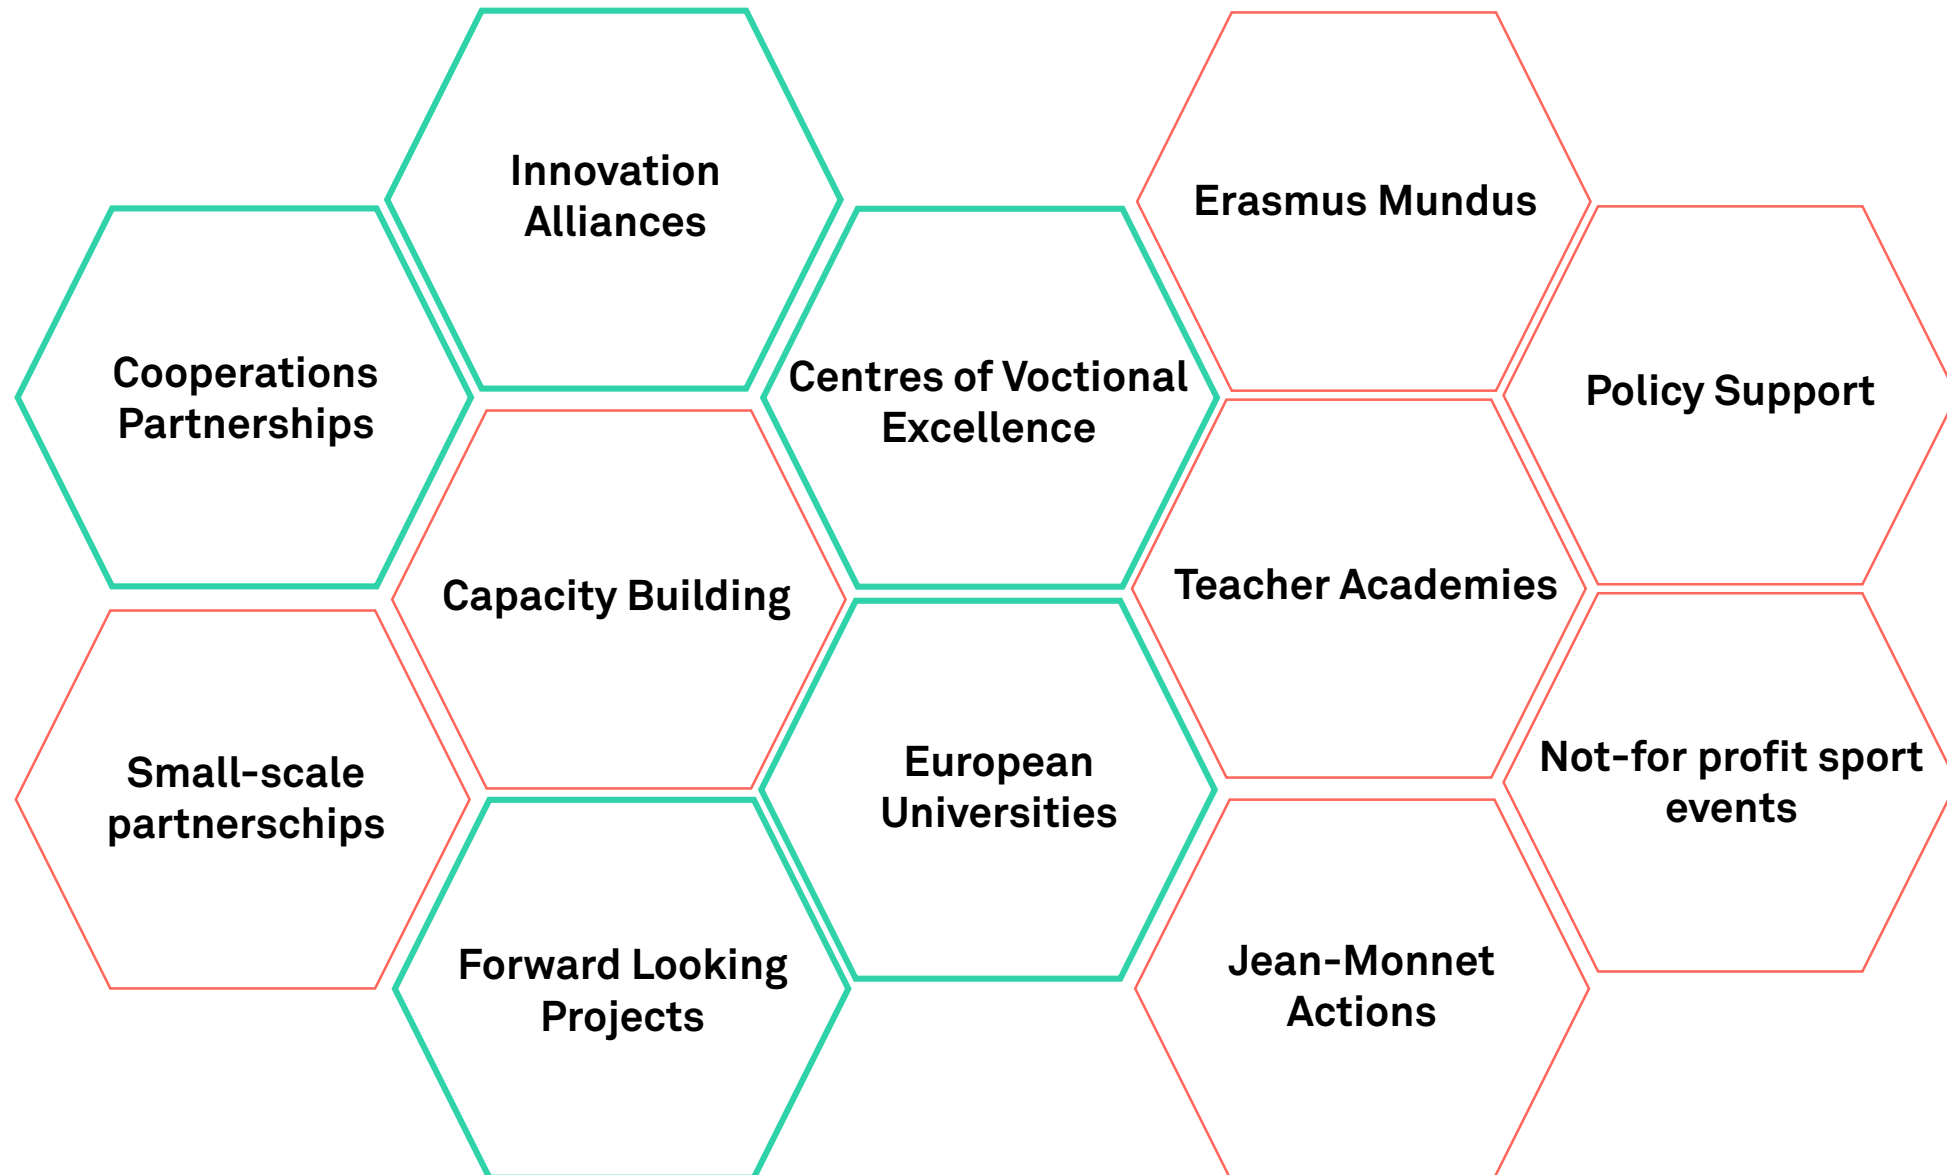 Innovation
Alliances
Erasmus Mundus
Cooperations
Partnerships
Centres of Voctional
Excellence
Policy Support
Capacity Building
Teacher Academies
Small-scale
partnerschips
European
Universities
Not-for profit sport
events
Forward Looking
Projects
Jean-Monnet
Actions